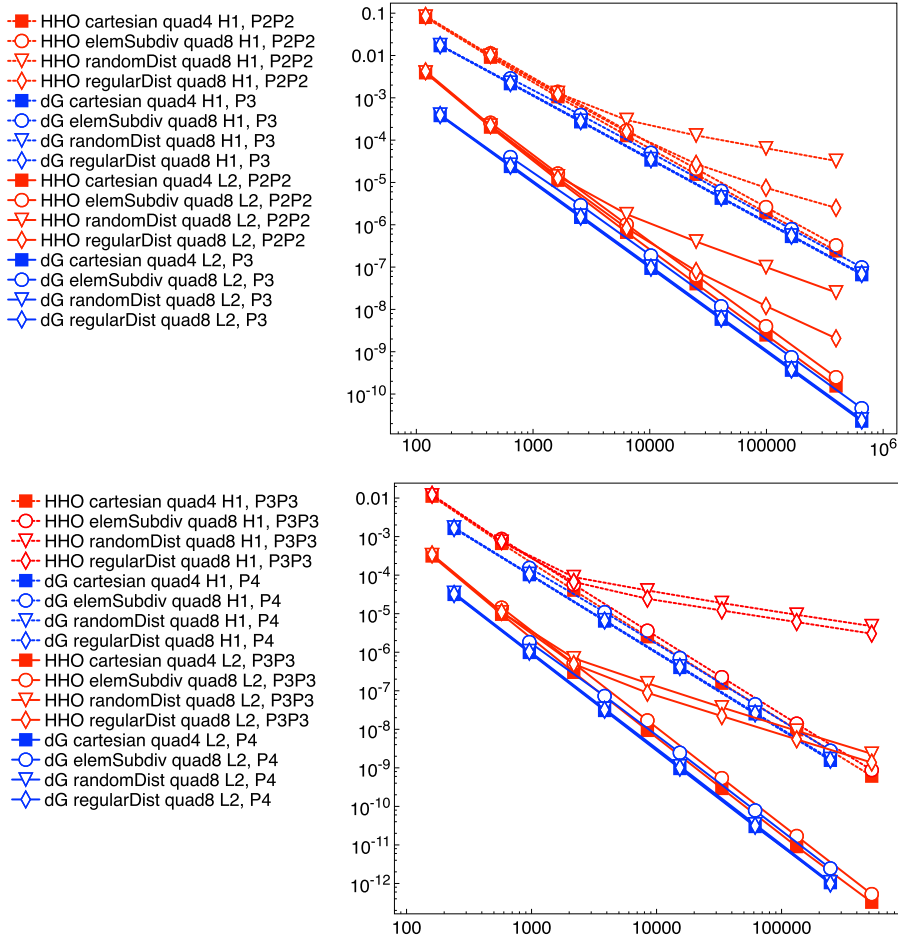 HHO cartesian quad4 H1, P2P2
HHO elemSubdiv quad8 H1, P2P2
HHO randomDist quad8 H1, P2P2
HHO regularDist quad8 H1, P2P2
dG cartesian quad4 H1, P3
dG elemSubdiv quad8 H1, P3
dG randomDist quad8 H1, P3
dG regularDist quad8 H1, P3
HHO cartesian quad4 L2, P2P2
HHO elemSubdiv quad8 L2, P2P2
HHO randomDist quad8 L2, P2P2
HHO regularDist quad8 L2, P2P2
dG cartesian quad4 L2, P3
dG elemSubdiv quad8 L2, P3
dG randomDist quad8 L2, P3
dG regularDist quad8 L2, P3
0.1
0.01
10⁻³
10⁻⁴
10⁻⁵
10⁻⁶
10⁻⁷
10⁻⁸
10⁻⁹
10⁻¹⁰
100 1000 10000 100000 10⁶
HHO cartesian quad4 H1, P3P3
HHO elemSubdiv quad8 H1, P3P3
HHO randomDist quad8 H1, P3P3
HHO regularDist quad8 H1, P3P3
dG cartesian quad4 H1, P4
dG elemSubdiv quad8 H1, P4
dG randomDist quad8 H1, P4
dG regularDist quad8 H1, P4
HHO cartesian quad4 L2, P3P3
HHO elemSubdiv quad8 L2, P3P3
HHO randomDist quad8 L2, P3P3
HHO regularDist quad8 L2, P3P3
dG cartesian quad4 L2, P4
dG elemSubdiv quad8 L2, P4
dG randomDist quad8 L2, P4
dG regularDist quad8 L2, P4
0.01
10⁻³
10⁻⁴
10⁻⁵
10⁻⁶
10⁻⁷
10⁻⁸
10⁻⁹
10⁻¹⁰
10⁻¹¹
10⁻¹²
100 1000 10000 100000